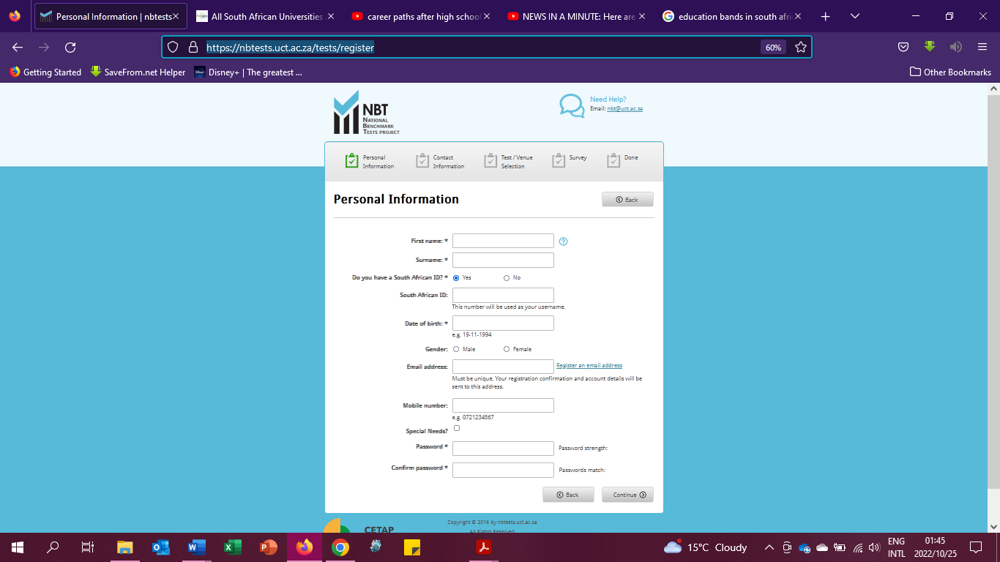 Personal Information | nbtests
All South African Universities
career paths after high school
NEWS IN A MINUTE: Here are
education bands in south afri
https://nbtests.uct.ac.za/tests/register
60%
Getting Started
SaveFrom.net Helper
Disney+ | The greatest ...
Other Bookmarks
NBT
NATIONAL
BENCHMARK
TESTS PROJECT
Need Help?
Email: nbt@uct.ac.za
Personal
Information
Contact
Information
Test / Venue
Selection
Survey
Done
Personal Information
Back
First name: *
Surname: *
Do you have a South African ID? *
Yes
No
South African ID:
This number will be used as your username.
Date of birth: *
e.g. 19-11-1994
Gender:
Male
Female
Email address:
Register an email address
Must be unique. Your registration confirmation and account details will be
sent to this address.
Mobile number:
e.g. 0721234567
Special Needs?
Password *
Password strength:
Confirm password *
Passwords match:
Back
Continue
CETAP
Copyright © 2016 by nbtests.uct.ac.za
All Rights Reserved
15°C Cloudy
ENG
INTL
01:45
2022/10/25